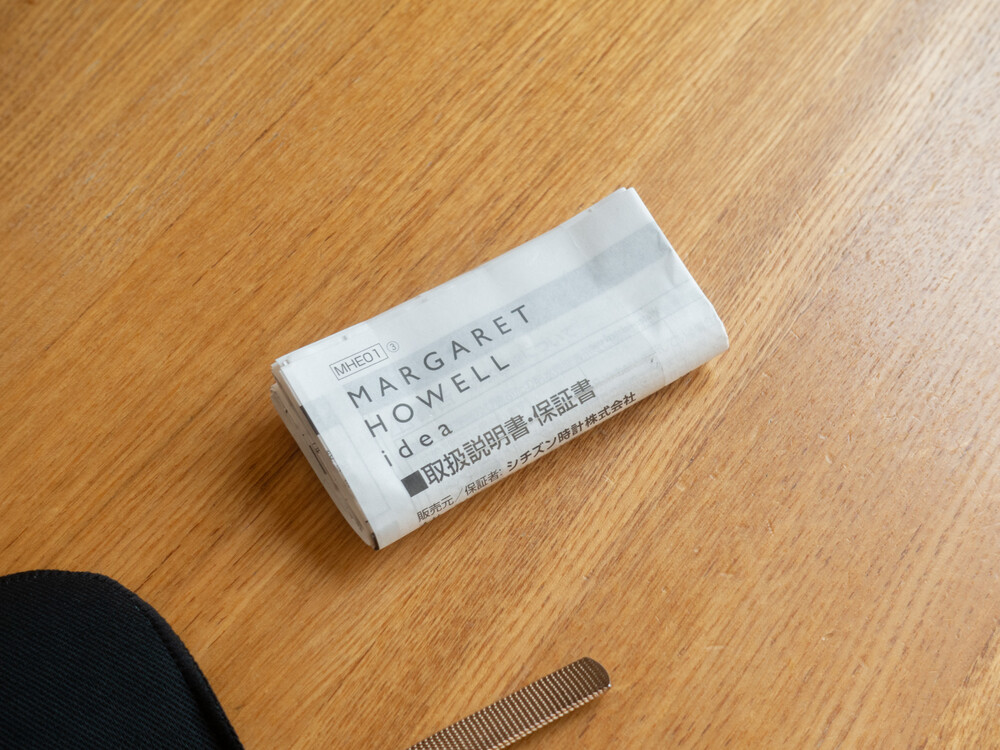 MHE01 ③
MARGARET
HOWELL
idea
■取扱説明書・保証書
販売元／保証者: シチズン時計株式会社